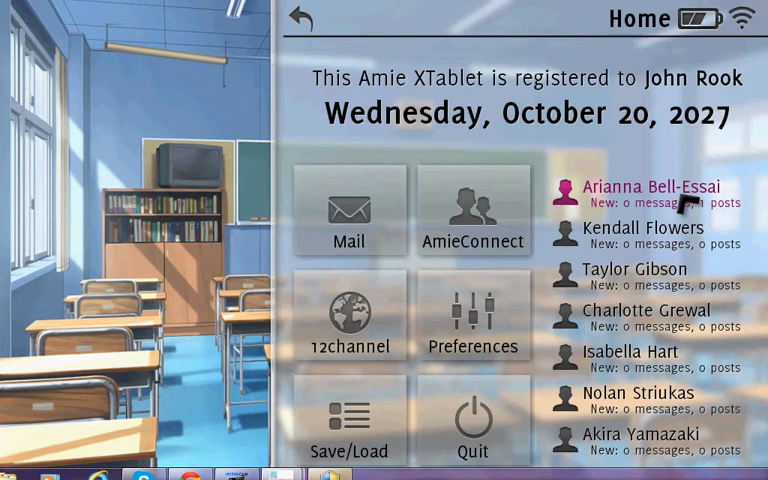 Home
This Amie XTablet is registered to John Rook
Wednesday, October 20, 2027
Mail
AmieConnect
12channel
Preferences
Save/Load
Quit
Arianna Bell-Essai
New: 0 messages, 1 posts
Kendall Flowers
New: 0 messages, 0 posts
Taylor Gibson
New: 0 messages, 0 posts
Charlotte Grewal
New: 0 messages, 0 posts
Isabella Hart
New: 0 messages, 0 posts
Nolan Striukas
New: 0 messages, 0 posts
Akira Yamazaki
New: 0 messages, 0 posts